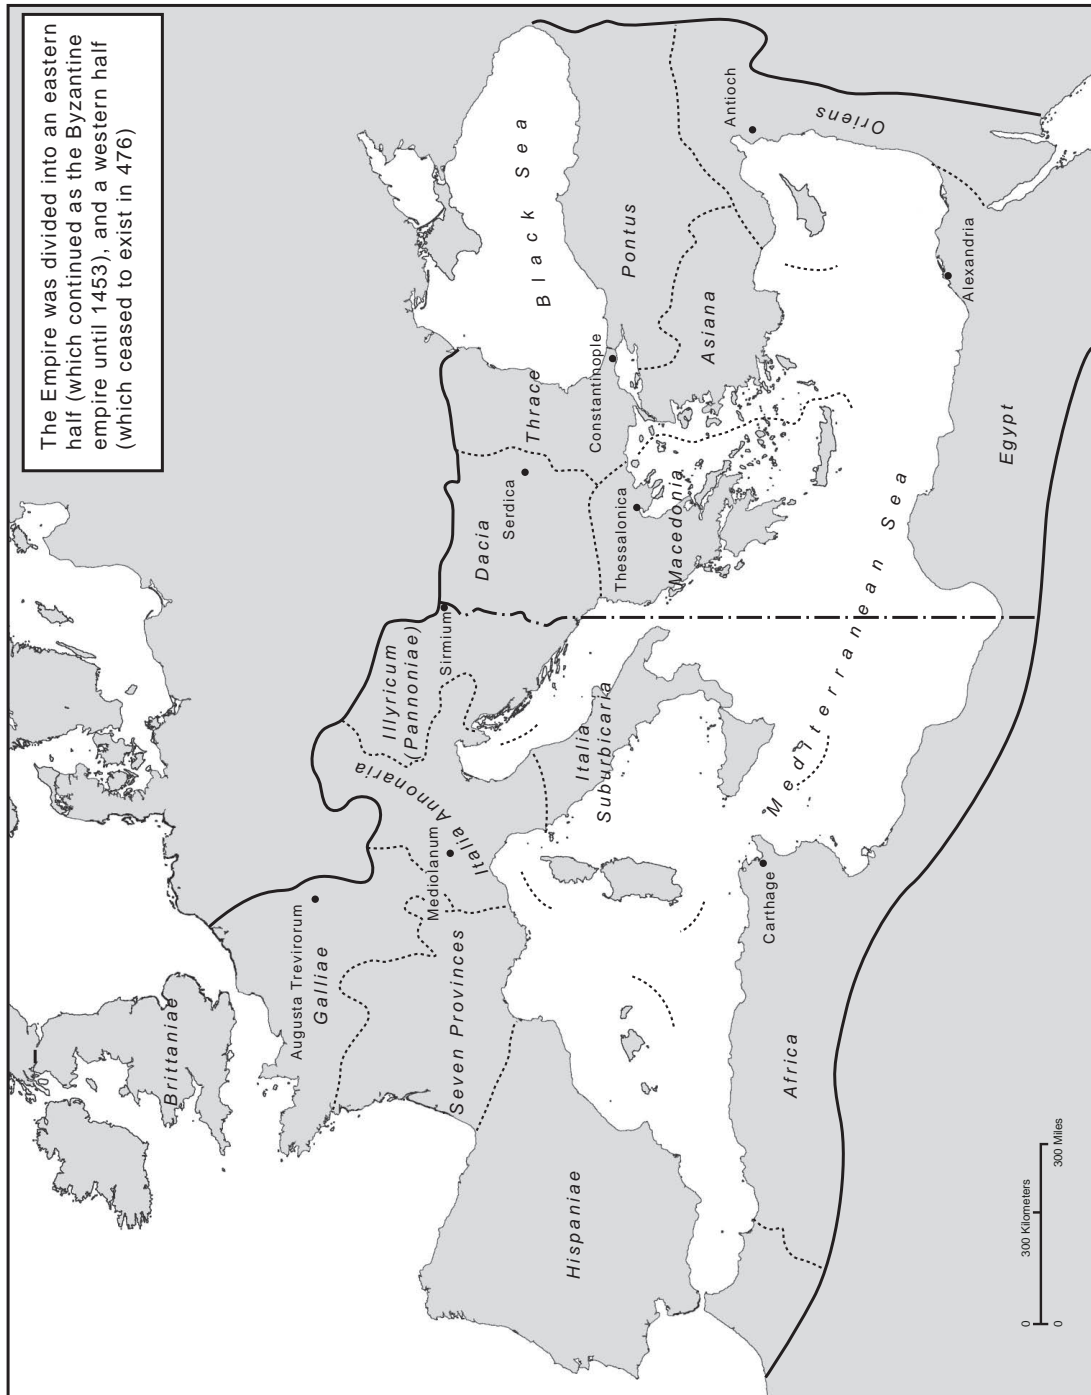 The Empire was divided into an eastern
half (which continued as the Byzantine
empire until 1453), and a western half
(which ceased to exist in 476)
Brittaniae
Augusta Trevirorum
Galliae
Seven Provinces
Mediolanum
Italia Annonaria
Illyricum
(Pannoniae)
Sirmium
Dacia
Serdica
Thrace
Black Sea
Constantinople
Thessalonica
Macedonia
Pontus
Asiana
Antioch
Oriens
Italia
Suburbicaria
Hispaniae
Mediterranean Sea
Carthage
Africa
Alexandria
Egypt
0 300 Kilometers
0 300 Miles